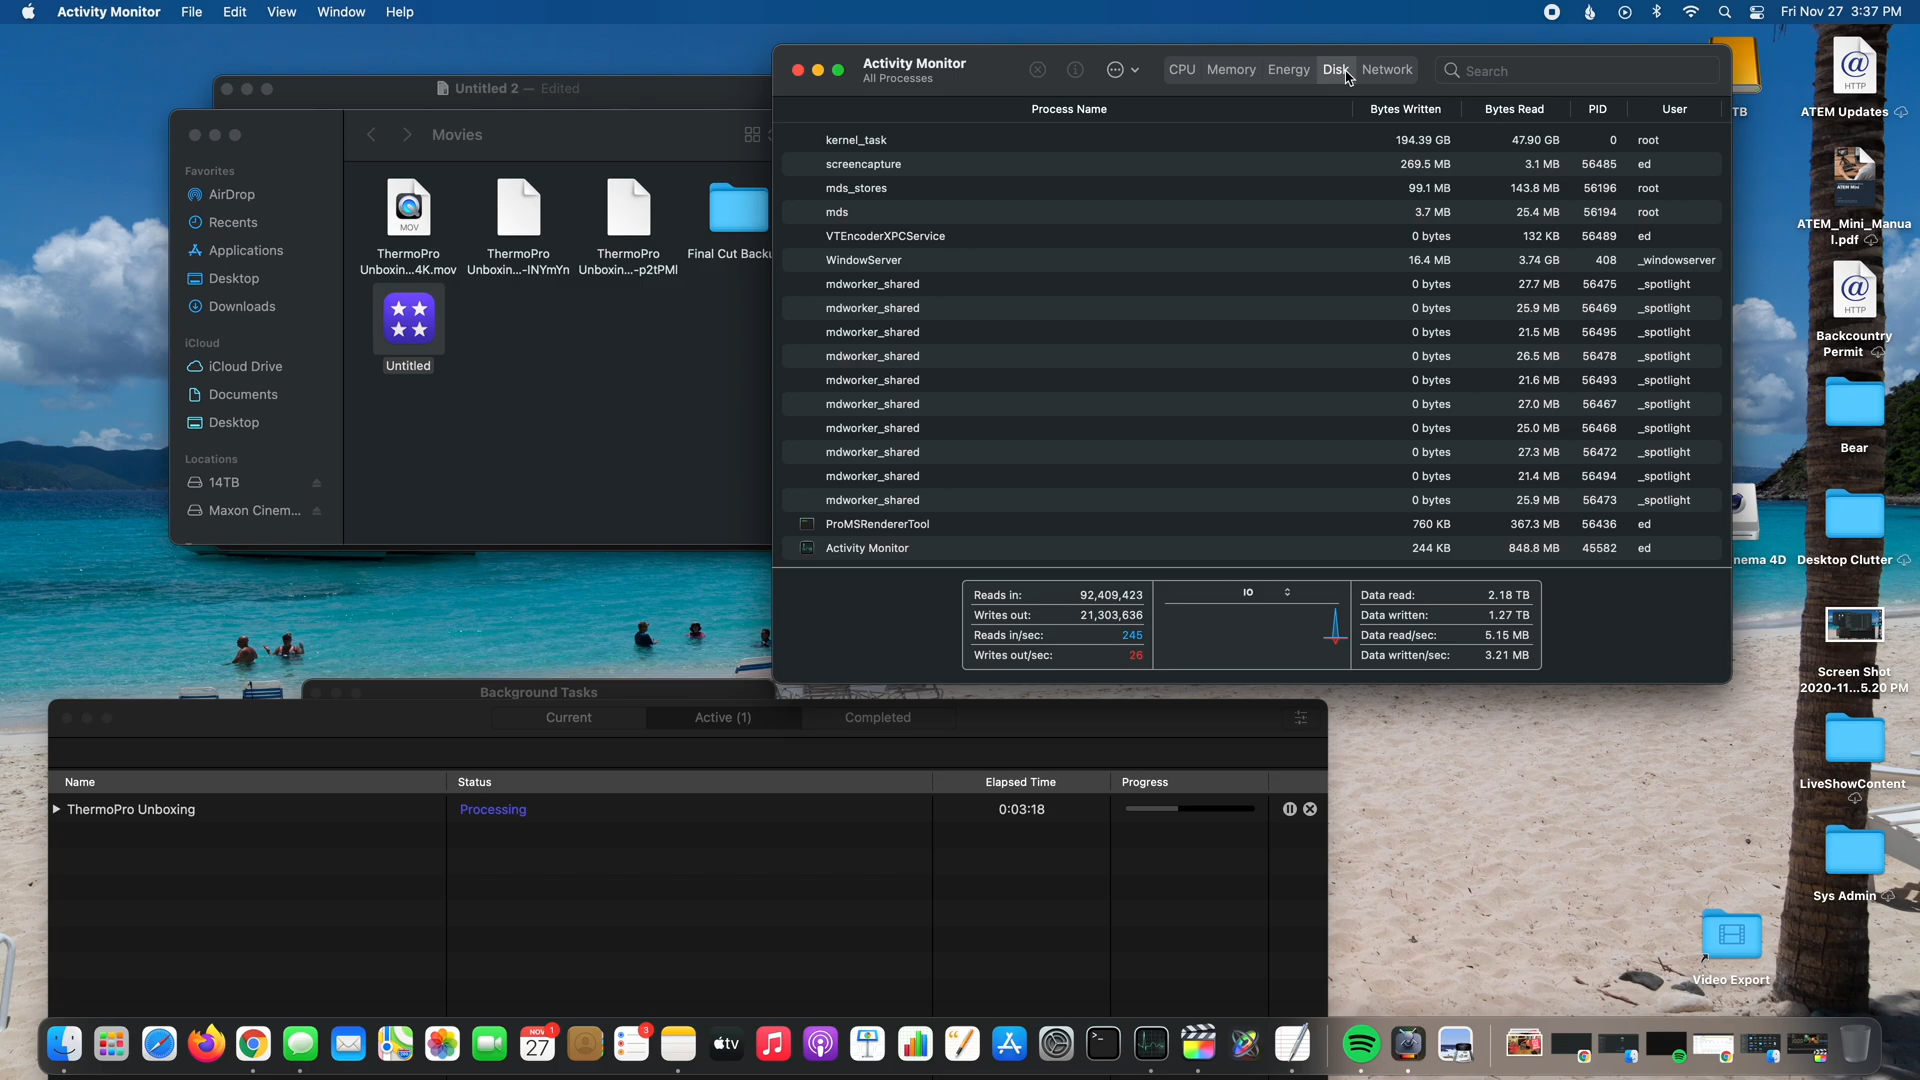 Activity Monitor File Edit View Window Help
Fri Nov 27 3:37 PM
Untitled 2 — Edited
Movies
Favorites
AirDrop
Recents
Applications
Desktop
Downloads
iCloud
iCloud Drive
Documents
Desktop
Locations
14TB
Maxon Cinem...
MOV
ThermoPro
Unboxin...4K.mov
ThermoPro
Unboxin...-INYmYn
ThermoPro
Unboxin...-p2tPMl
Final Cut Backu
Untitled
Activity Monitor
All Processes
CPU Memory Energy Disk Network
Search
Process Name Bytes Written Bytes Read PID User
kernel_task 194.39 GB 47.90 GB 0 root
screencapture 269.5 MB 3.1 MB 56485 ed
mds_stores 99.1 MB 143.8 MB 56196 root
mds 3.7 MB 25.4 MB 56194 root
VTEncoderXPCService 0 bytes 132 KB 56489 ed
WindowServer 16.4 MB 3.74 GB 408 _windowserver
mdworker_shared 0 bytes 27.7 MB 56475 _spotlight
mdworker_shared 0 bytes 25.9 MB 56469 _spotlight
mdworker_shared 0 bytes 21.5 MB 56495 _spotlight
mdworker_shared 0 bytes 26.5 MB 56478 _spotlight
mdworker_shared 0 bytes 21.6 MB 56493 _spotlight
mdworker_shared 0 bytes 27.0 MB 56467 _spotlight
mdworker_shared 0 bytes 25.0 MB 56468 _spotlight
mdworker_shared 0 bytes 27.3 MB 56472 _spotlight
mdworker_shared 0 bytes 21.4 MB 56494 _spotlight
mdworker_shared 0 bytes 25.9 MB 56473 _spotlight
ProMSRendererTool 760 KB 367.3 MB 56436 ed
Activity Monitor 244 KB 848.8 MB 45582 ed
Reads in: 92,409,423
Writes out: 21,303,636
Reads in/sec: 245
Writes out/sec: 26
IO
Data read: 2.18 TB
Data written: 1.27 TB
Data read/sec: 5.15 MB
Data written/sec: 3.21 MB
Background Tasks
Current Active (1) Completed
Name Status Elapsed Time Progress
ThermoPro Unboxing Processing 0:03:18
TB
nema 4D
HTTP
ATEM Updates
ATEM Mini
ATEM_Mini_Manua
l.pdf
HTTP
Backcountry
Permit
Bear
Desktop Clutter
Screen Shot
2020-11...5.20 PM
LiveShowContent
Sys Admin
Video Export
NOV
27
1
3
tv